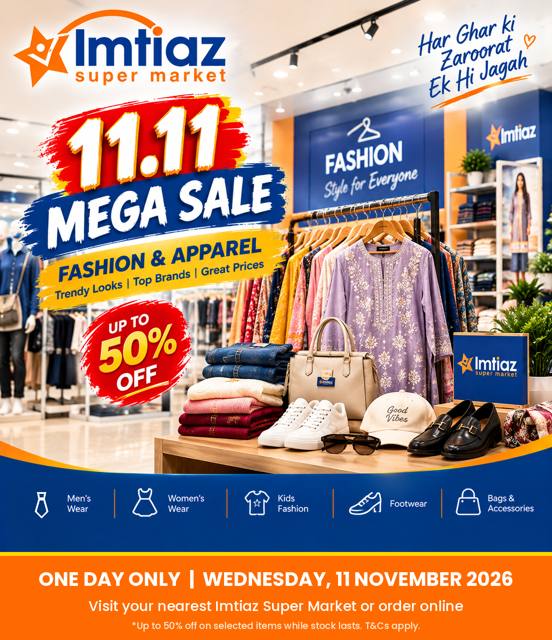 Imtiaz
super market
Har Ghar ki
Zaroorat
Ek Hi Jagah
11.11
MEGA SALE
FASHION & APPAREL
Trendy Looks | Top Brands | Great Prices
UP TO
50%
OFF
FASHION
Style for Everyone
Imtiaz
Imtiaz
super market
Good
Vibes
Men's
Wear
Women's
Wear
Kids
Fashion
Footwear
Bags &
Accessories
ONE DAY ONLY | WEDNESDAY, 11 NOVEMBER 2026
Visit your nearest Imtiaz Super Market or order online
*Up to 50% off on selected items while stock lasts. T&Cs apply.